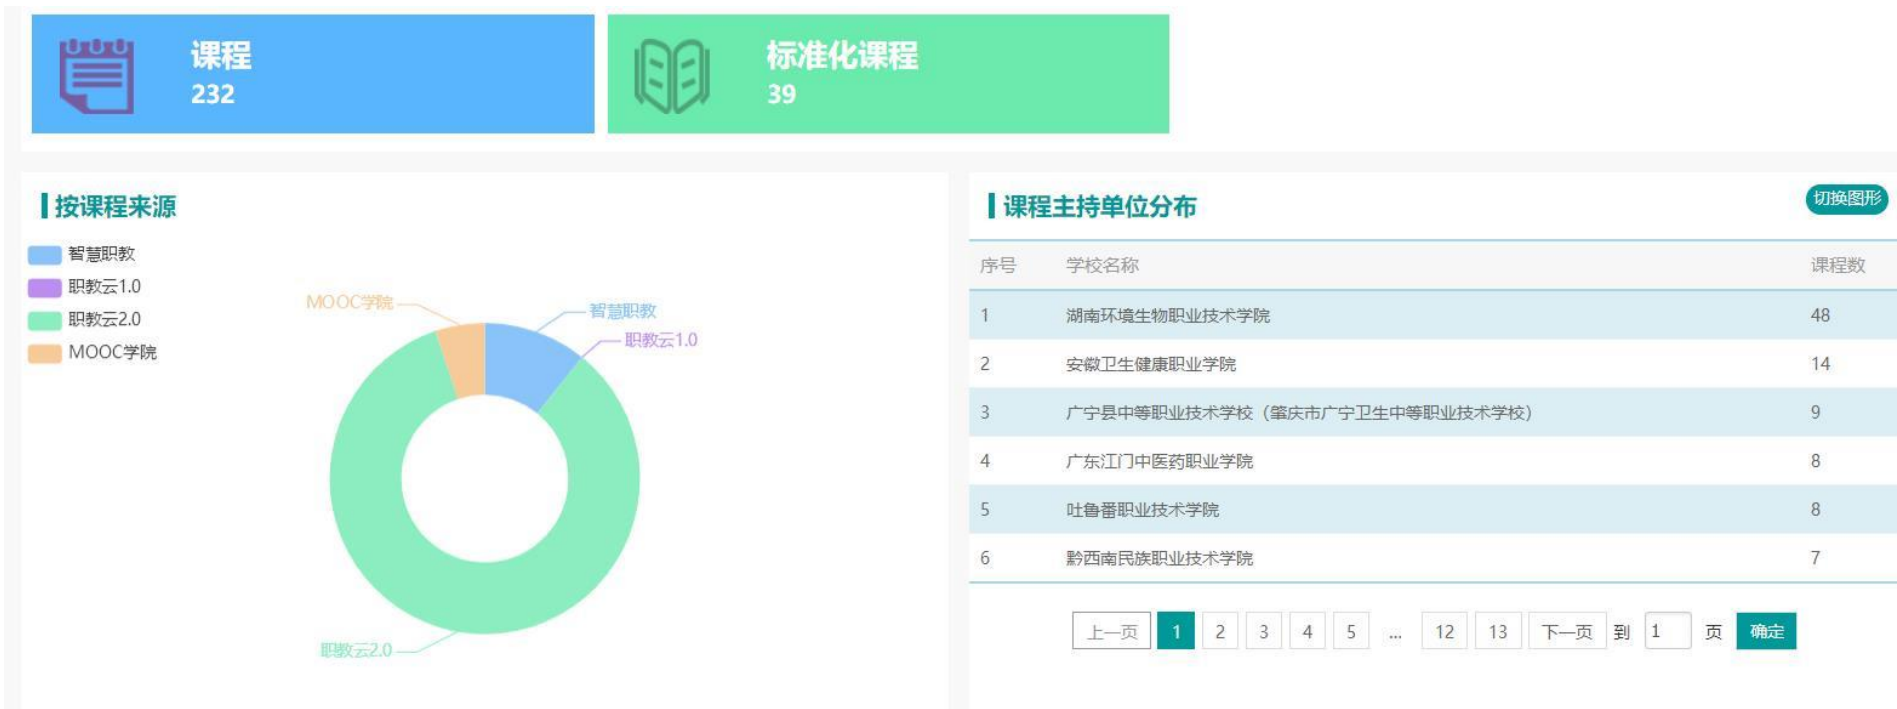 课程
232
标准化课程
39
按课程来源
智慧职教
职教云1.0
职教云2.0
MOOC学院
MOOC学院
智慧职教
职教云1.0
职教云2.0
课程主持单位分布
切换图形
序号 学校名称 课程数
1 湖南环境生物职业技术学院 48
2 安徽卫生健康职业学院 14
3 广宁县中等职业技术学校（肇庆市广宁卫生中等职业技术学校） 9
4 广东江门中医药职业学院 8
5 吐鲁番职业技术学院 8
6 黔西南民族职业技术学院 7
上一页 1 2 3 4 5 ... 12 13 下一页 到 1 页 确定